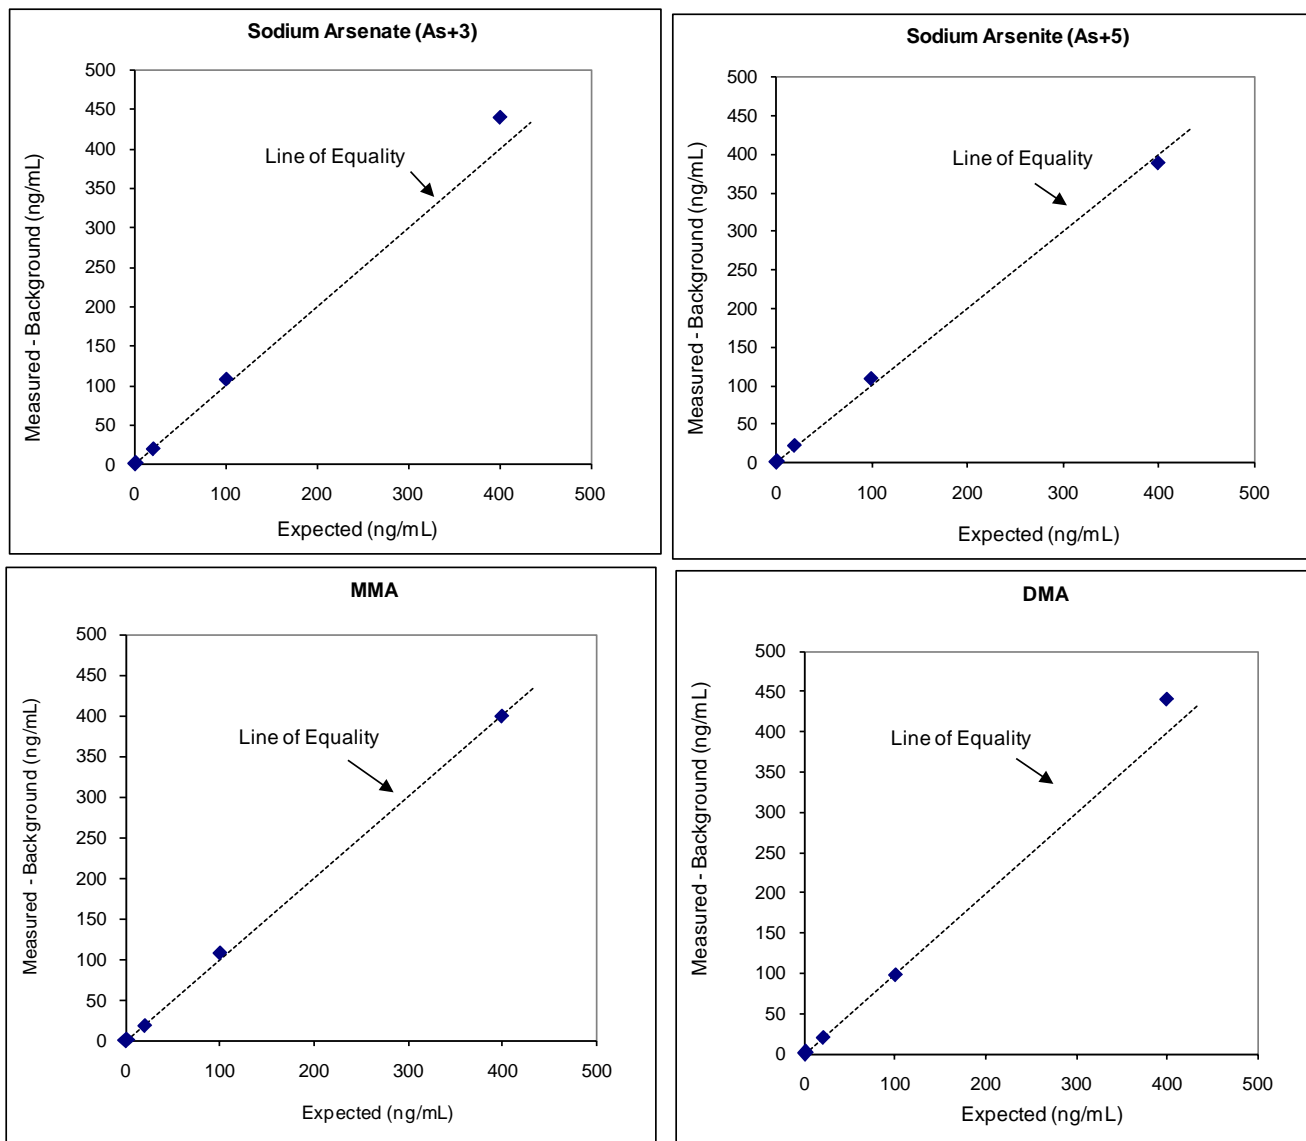 Sodium Arsenate (As+3)
500
450
400
350
300
250
200
150
100
50
0
Measured - Background (ng/mL)
Line of Equality
0 100 200 300 400 500
Expected (ng/mL)
Sodium Arsenite (As+5)
500
450
400
350
300
250
200
150
100
50
0
Measured - Background (ng/mL)
Line of Equality
0 100 200 300 400 500
Expected (ng/mL)
MMA
500
450
400
350
300
250
200
150
100
50
0
Measured - Background (ng/mL)
Line of Equality
0 100 200 300 400 500
Expected (ng/mL)
DMA
500
450
400
350
300
250
200
150
100
50
0
Measured - Background (ng/mL)
Line of Equality
0 100 200 300 400 500
Expected (ng/mL)